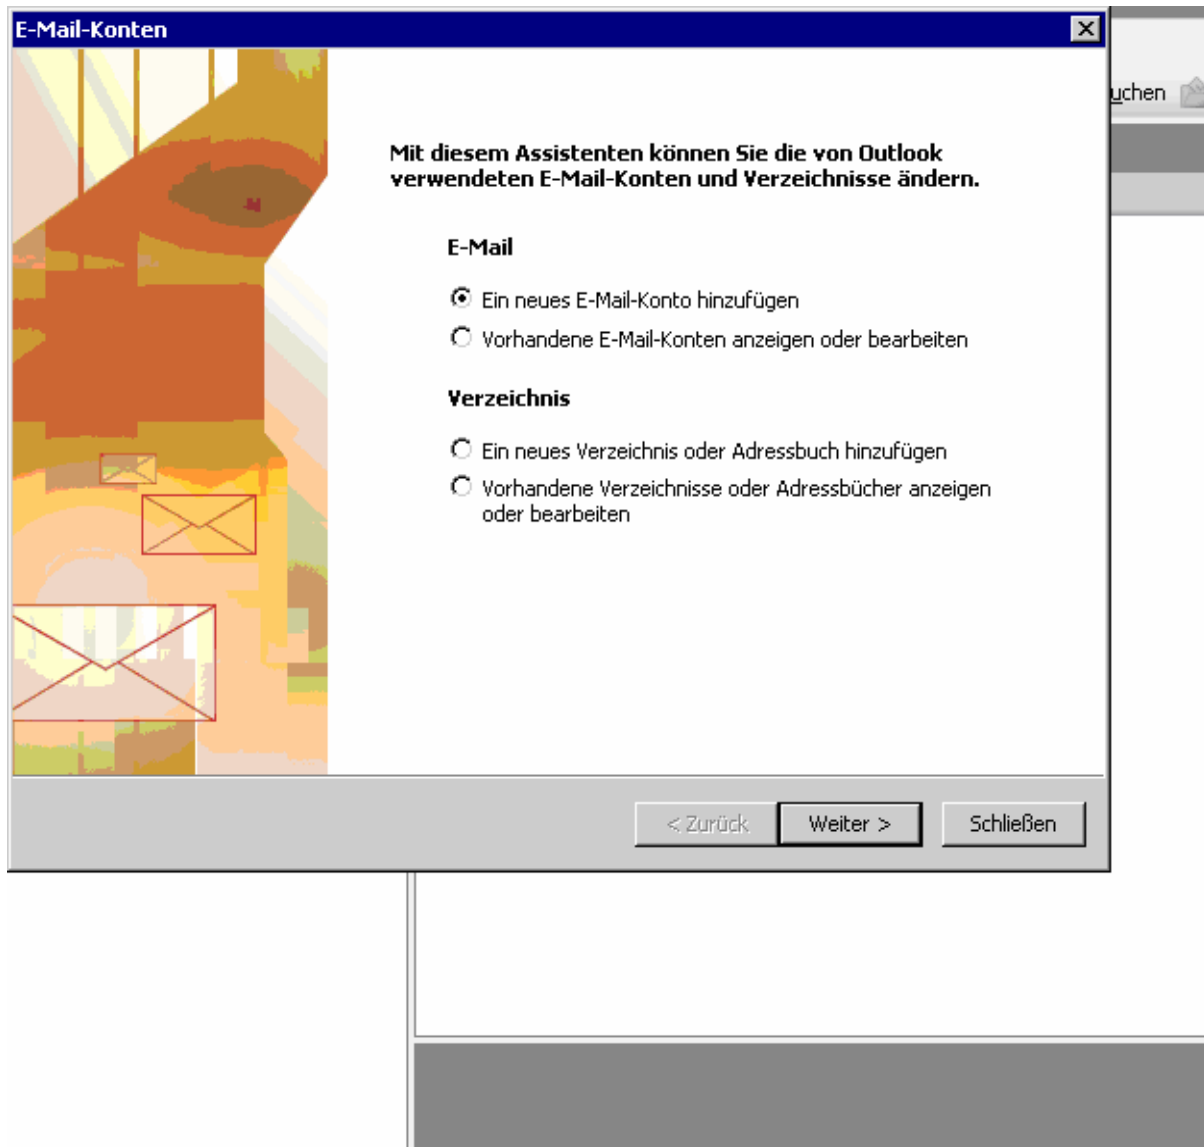 E-Mail-Konten
uchen
Mit diesem Assistenten können Sie die von Outlook
verwendeten E-Mail-Konten und Verzeichnisse ändern.
E-Mail
Ein neues E-Mail-Konto hinzufügen
Vorhandene E-Mail-Konten anzeigen oder bearbeiten
Verzeichnis
Ein neues Verzeichnis oder Adressbuch hinzufügen
Vorhandene Verzeichnisse oder Adressbücher anzeigen
oder bearbeiten
< Zurück Weiter > Schließen